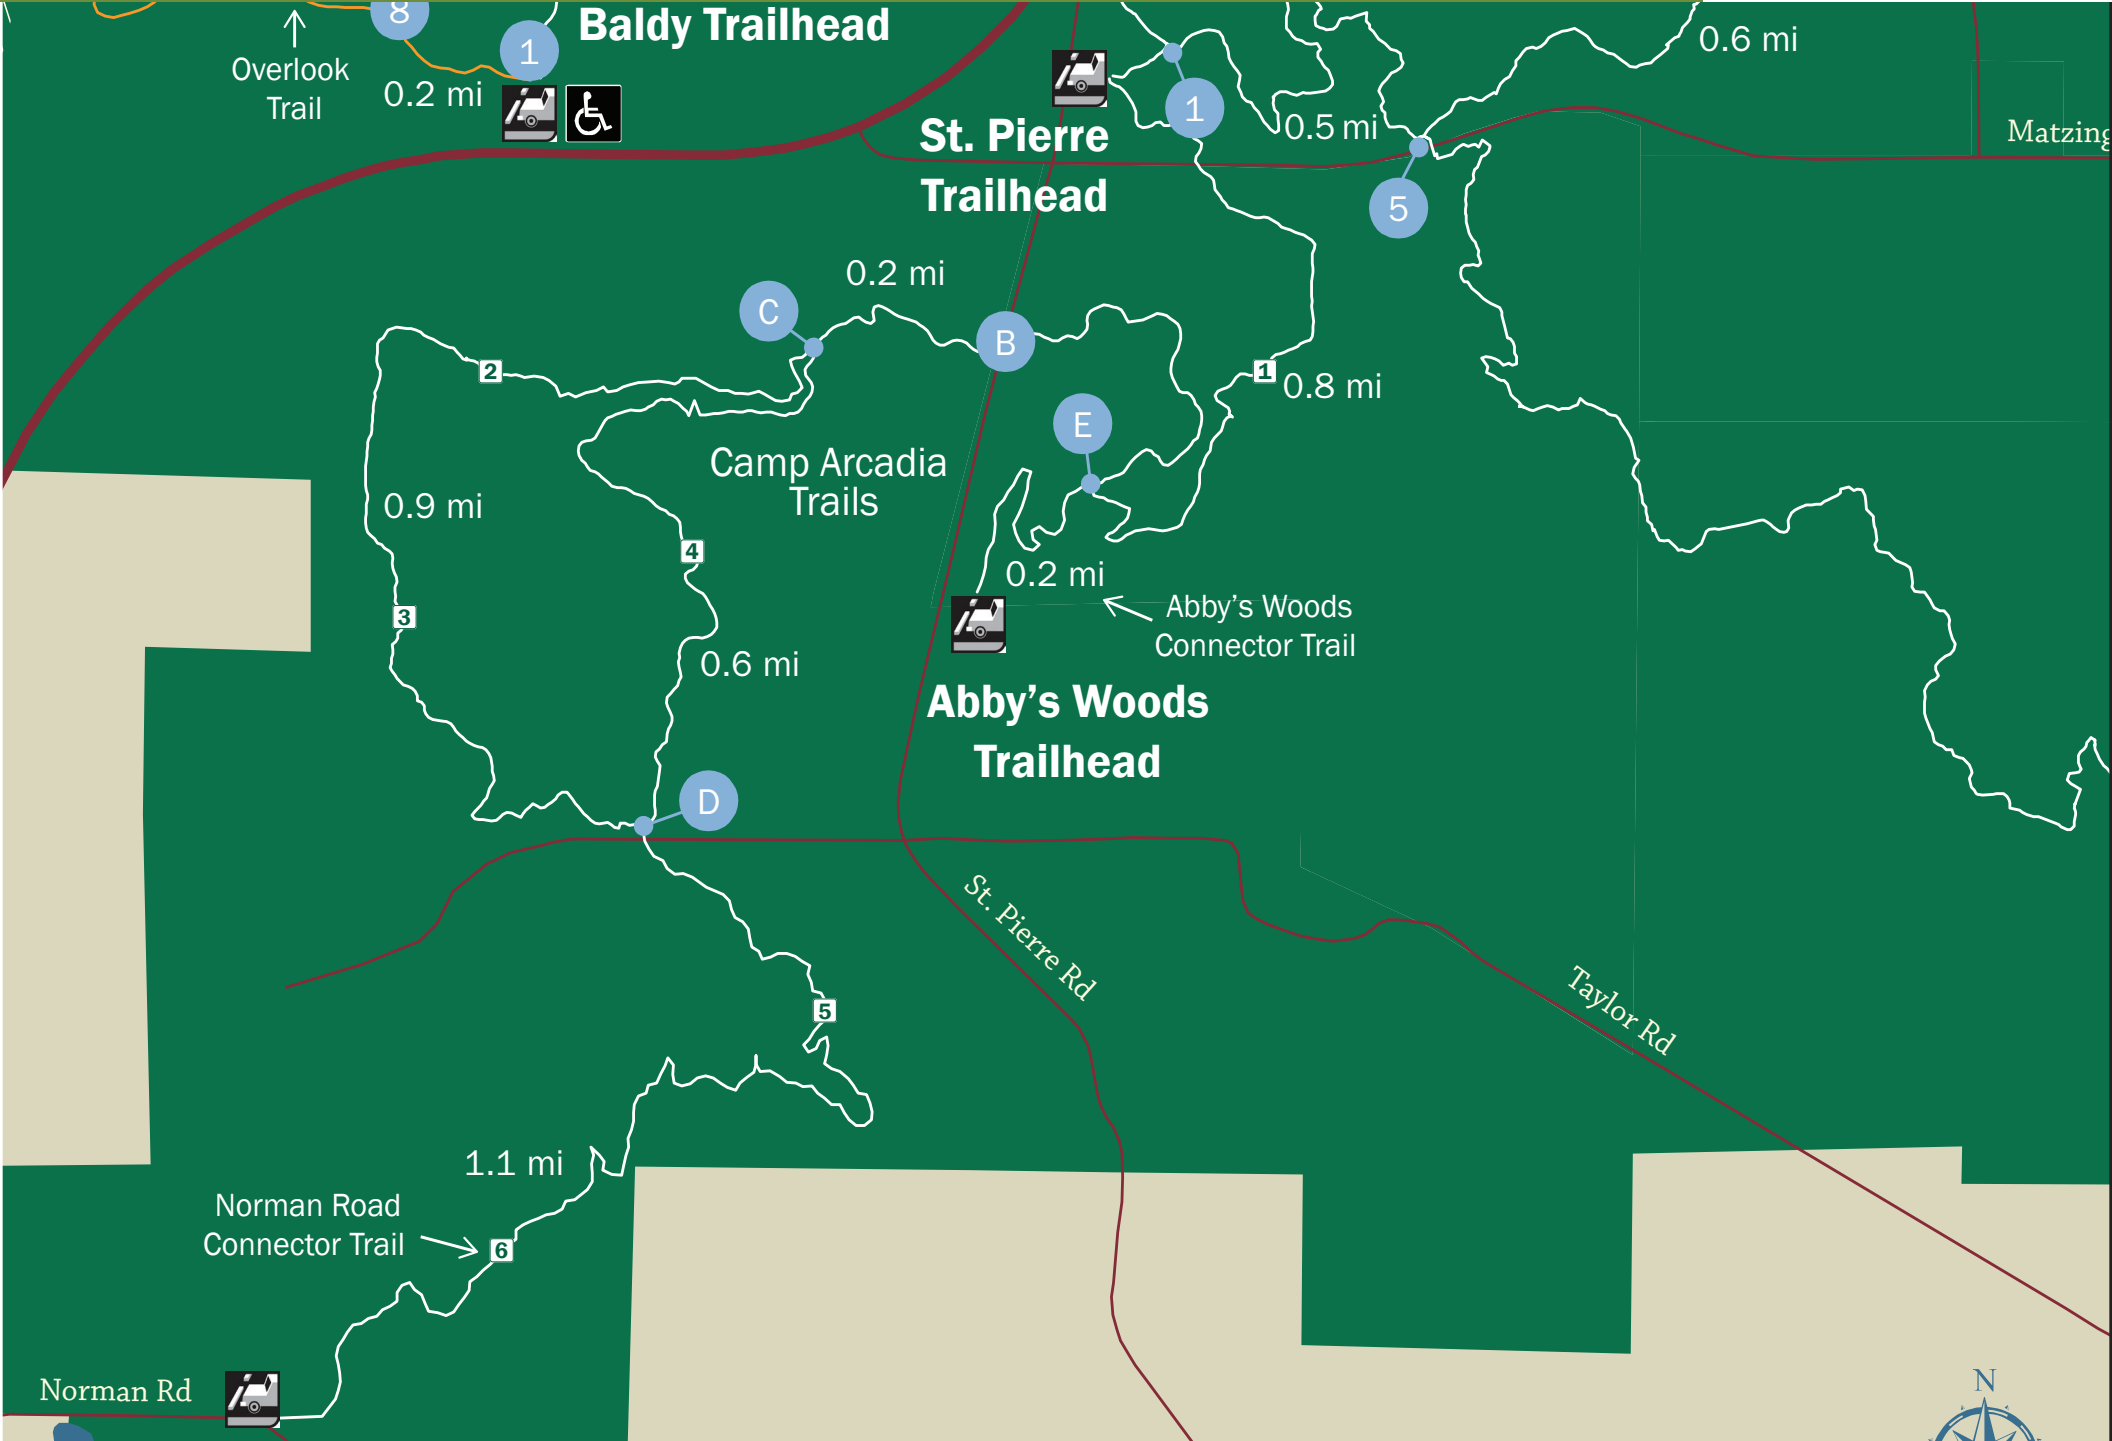 8
1
Baldy Trailhead
0.6 mi
Overlook
Trail
0.2 mi
1
0.5 mi
St. Pierre
Trailhead
5
0.2 mi
C
B
2
1
0.8 mi
E
Camp Arcadia
Trails
0.9 mi
4
0.2 mi
3
Abby's Woods
Connector Trail
0.6 mi
Abby's Woods
Trailhead
D
St. Pierre Rd
Taylor Rd
5
1.1 mi
Norman Road
Connector Trail
6
Norman Rd
N